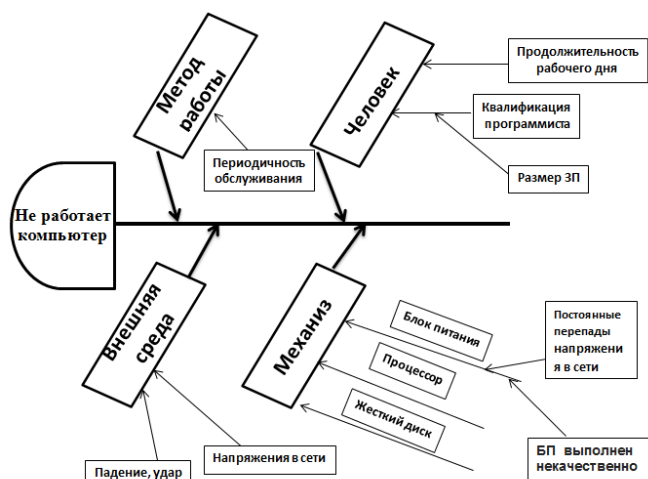 Метод
работы
Человек
Продолжительность
рабочего дня
Квалификация
программиста
Размер ЗП
Периодичность
обслуживания
Не работает
компьютер
Внешняя
среда
Механиз
Блок питания
Процессор
Жесткий диск
Постоянные
перепады
напряжени
я в сети
БП выполнен
некачественно
Напряжения в сети
Падение, удар